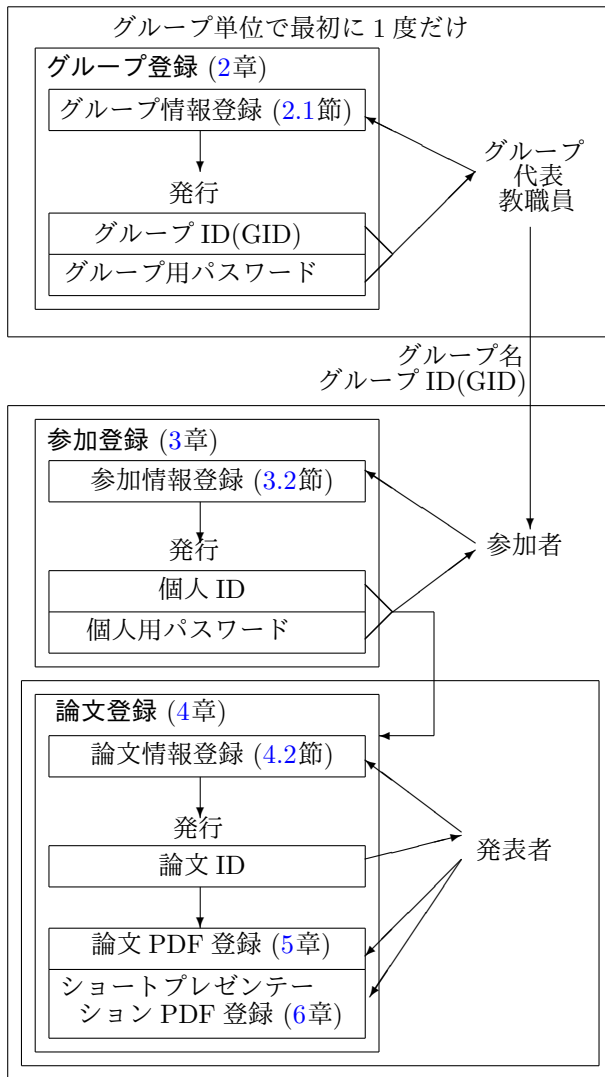 グループ単位で最初に 1 度だけ
グループ登録 (2章)
グループ情報登録 (2.1節)
発行
グループ ID(GID)
グループ用パスワード
グループ
代表
教職員
グループ名
グループ ID(GID)
参加登録 (3章)
参加情報登録 (3.2節)
発行
個人 ID
個人用パスワード
参加者
論文登録 (4章)
論文情報登録 (4.2節)
発行
論文 ID
発表者
論文 PDF 登録 (5章)
ショートプレゼンテー
ション PDF 登録 (6章)